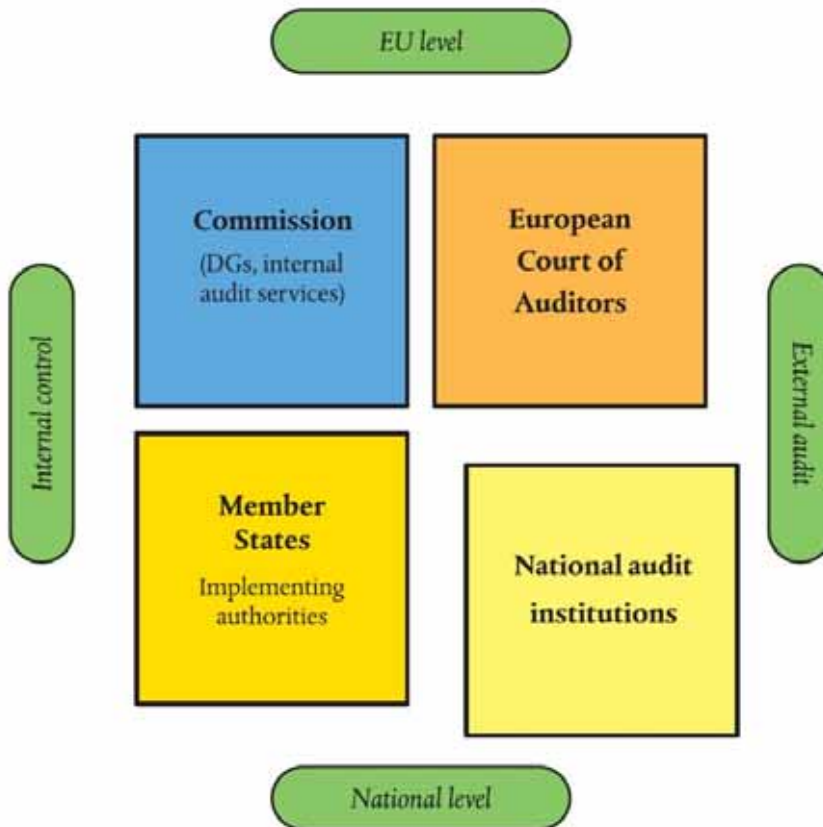 EU level
Commission
(DGs, internal
audit services)
European
Court of
Auditors
Internal control
External audit
Member
States
Implementing
authorities
National audit
institutions
National level